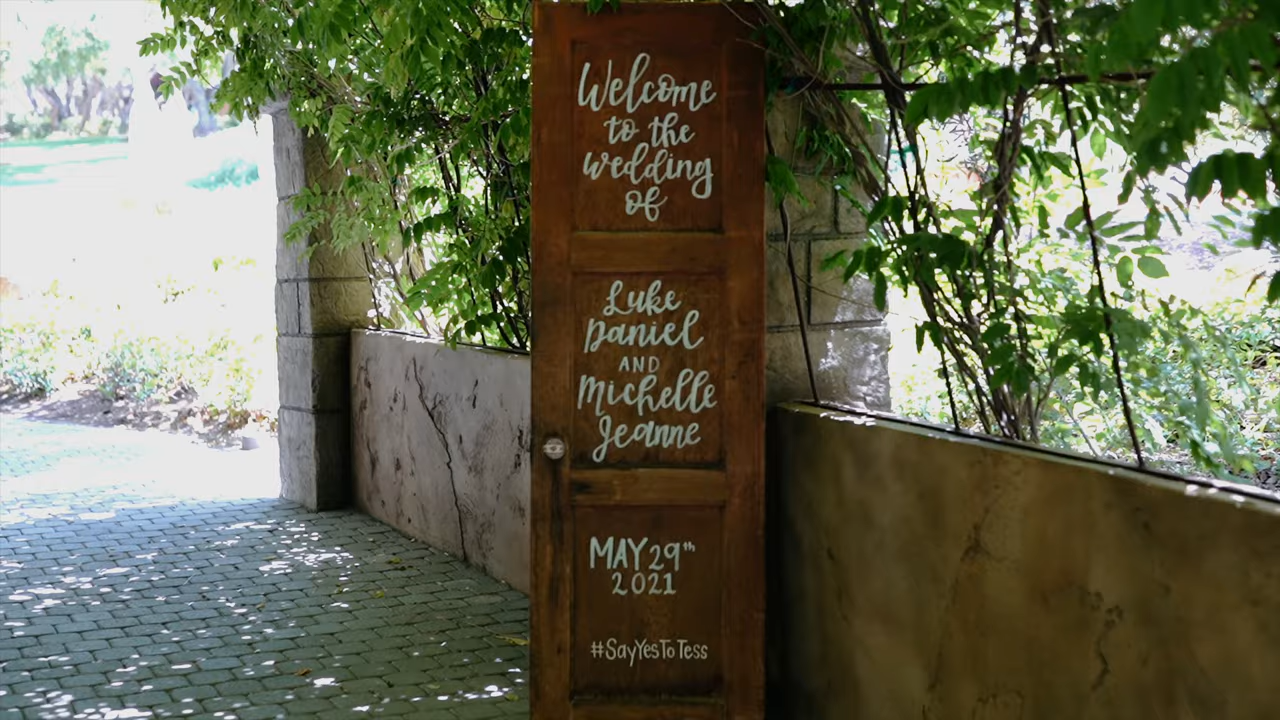 Welcome
to the
wedding
of
Luke
Daniel
AND
Michelle
Jeanne
MAY 29th
2021
#SayYesToTess